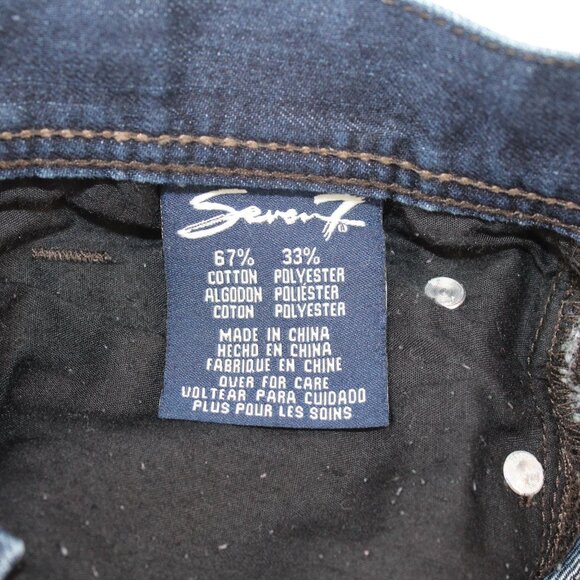 Seven7
67% 33%
COTTON POLYESTER
ALGODON POLIÉSTER
COTON POLYESTER
MADE IN CHINA
HECHO EN CHINA
FABRIQUE EN CHINE
OVER FOR CARE
VOLTEAR PARA CUIDADO
PLUS POUR LES SOINS